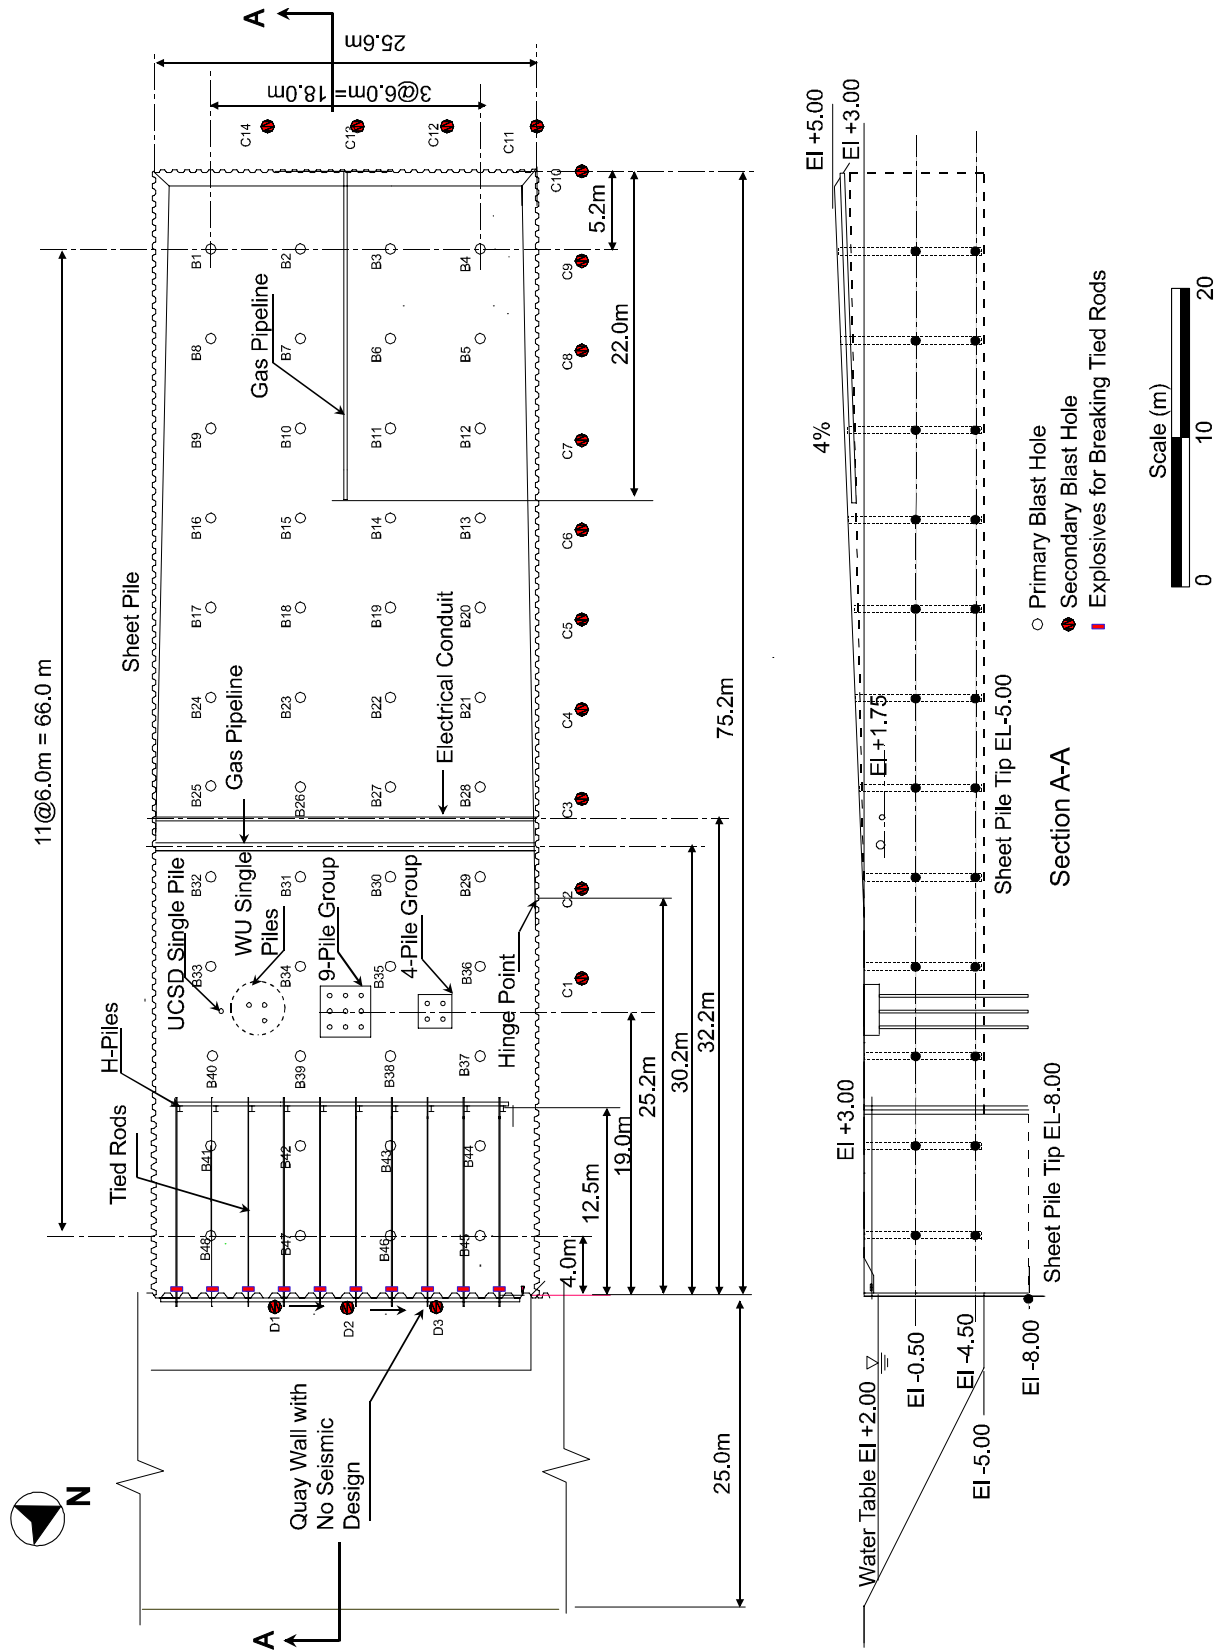 A
A
25.6m
3@6.0m= 18.0m
11@6.0m = 66.0 m
C14
C13
C12
C11
C10
C9
C8
C7
C6
C5
C4
C3
C2
C1
5.2m
22.0m
75.2m
B1
B2
B3
B4
B8
B7
B6
B5
B9
B10
B11
B12
B16
B15
B14
B13
B17
B18
B19
B20
B24
B23
B22
B21
B25
B26
B27
B28
B32
B31
B30
B29
B33
B34
B35
B36
B40
B39
B38
B37
B41
B42
B43
B44
B48
B47
B46
B45
Gas Pipeline
Sheet Pile
Gas Pipeline
Electrical Conduit
UCSD Single Pile
WU Single
Piles
9-Pile Group
4-Pile Group
Hinge Point
H-Piles
Tied Rods
32.2m
30.2m
25.2m
19.0m
12.5m
4.0m
25.0m
D1
D2
D3
Quay Wall with
No Seismic
Design
N
El +5.00
El +3.00
4%
El +1.75
El +3.00
Sheet Pile Tip EL-5.00
Sheet Pile Tip EL-8.00
Water Table El +2.00
El -0.50
El -4.50
El -5.00
El -8.00
Section A-A
Primary Blast Hole
Secondary Blast Hole
Explosives for Breaking Tied Rods
Scale (m)
0
10
20